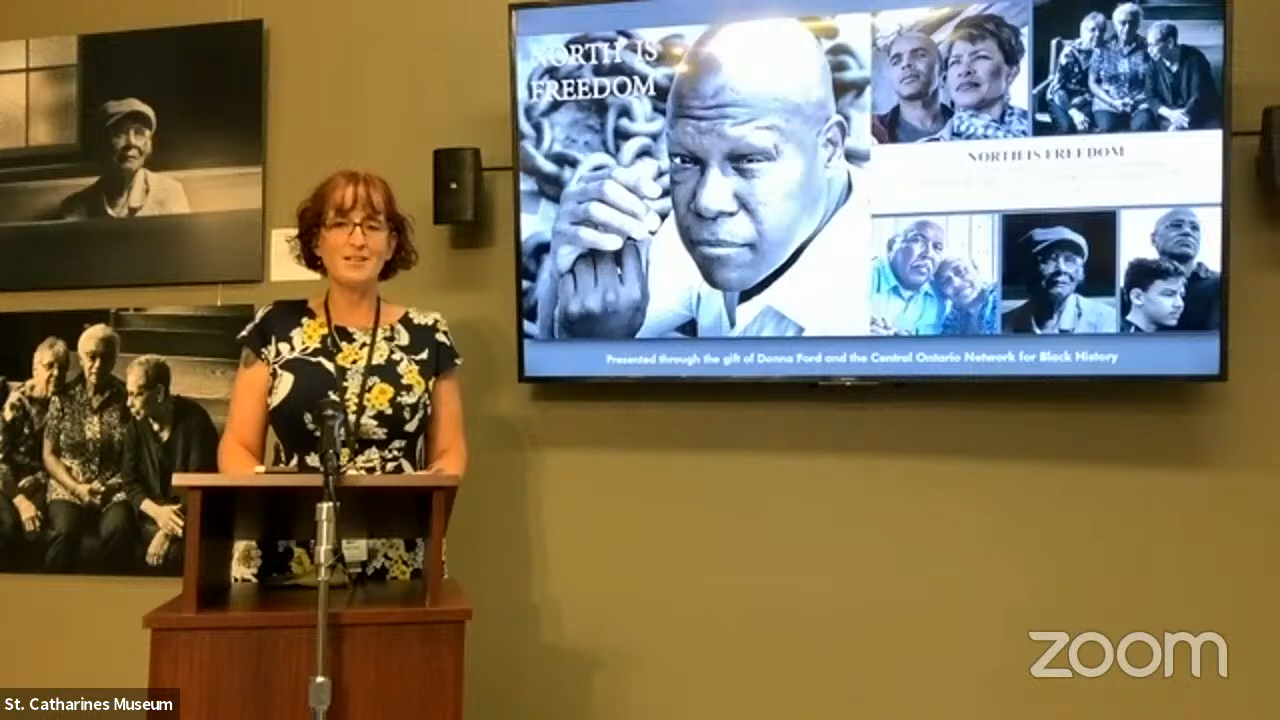 NORTH IS
FREEDOM
NORTH IS FREEDOM
Presented through the gift of Donna Ford and the Central Ontario Network for Black History
zoom
St. Catharines Museum